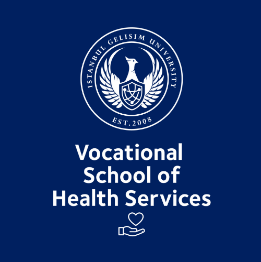 ISTANBUL GELISIM UNIVERSITY
EST.2008
Vocational
School of
Health Services